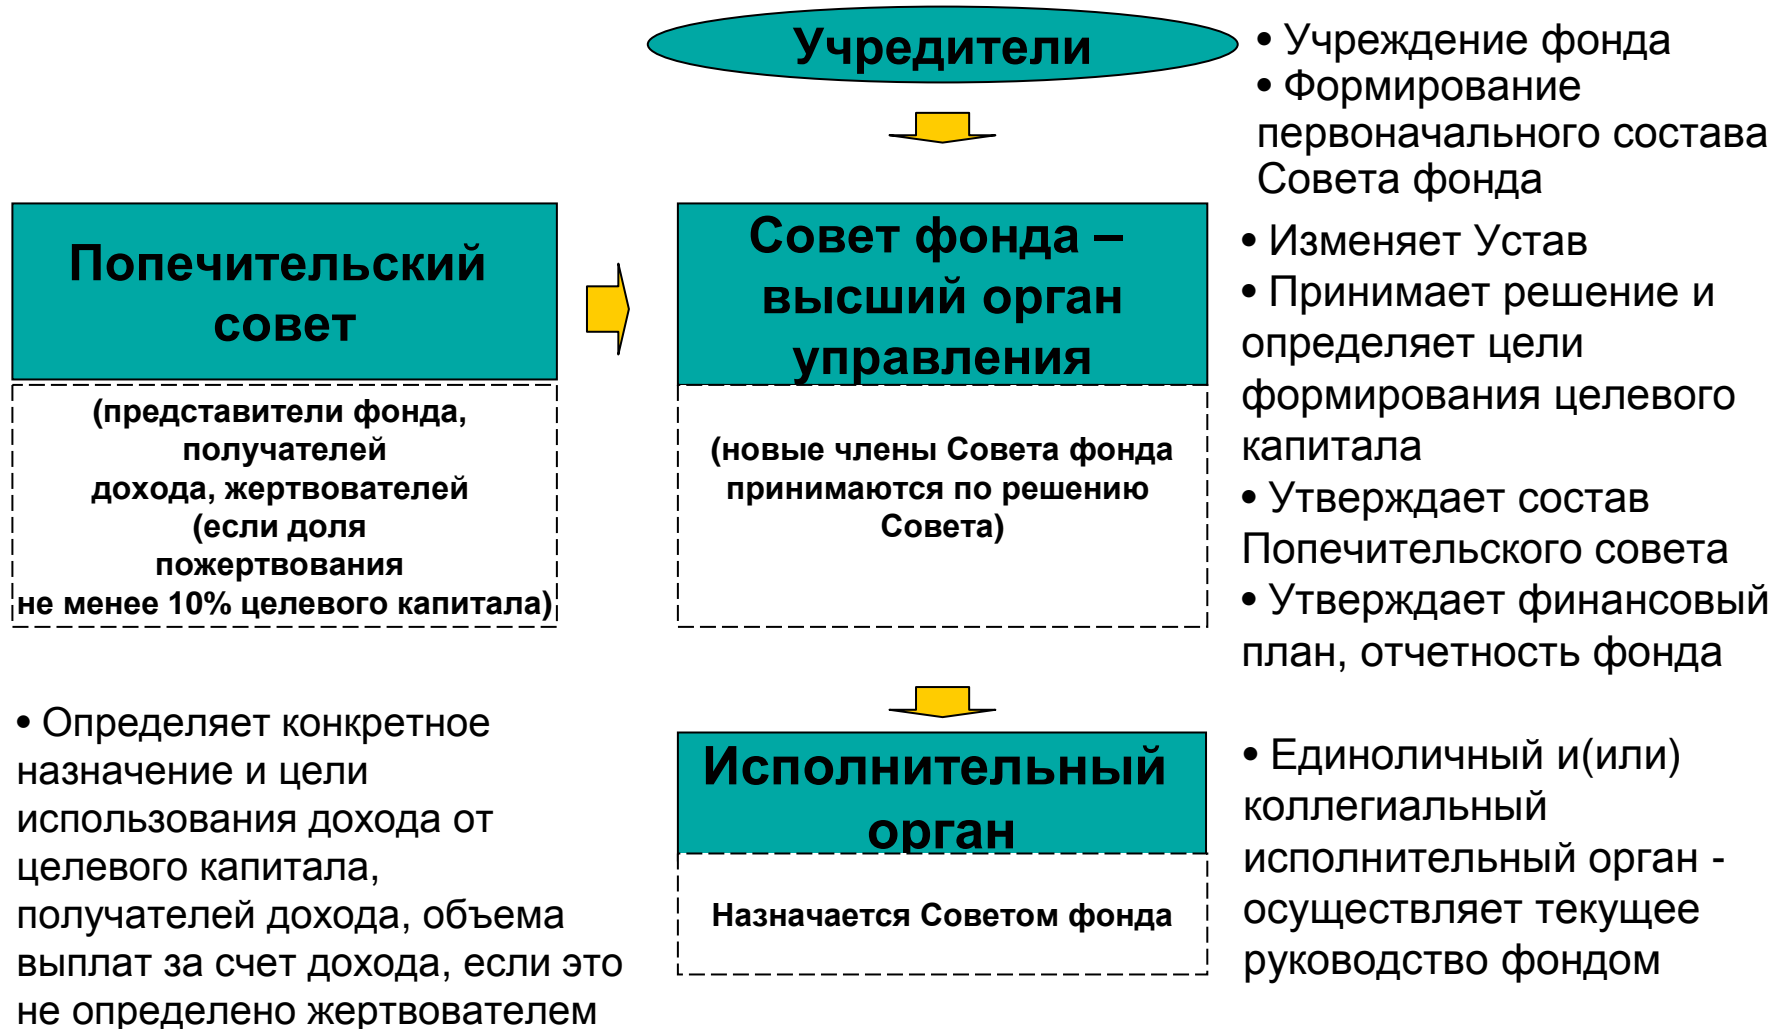 Учредители
• Учреждение фонда
• Формирование
первоначального состава
Совета фонда
Попечительский
совет
(представители фонда,
получателей
дохода, жертвователей
(если доля
пожертвования
не менее 10% целевого капитала)
• Определяет конкретное
назначение и цели
использования дохода от
целевого капитала,
получателей дохода, объема
выплат за счет дохода, если это
не определено жертвователем
Совет фонда –
высший орган
управления
(новые члены Совета фонда
принимаются по решению
Совета)
• Изменяет Устав
• Принимает решение и
определяет цели
формирования целевого
капитала
• Утверждает состав
Попечительского совета
• Утверждает финансовый
план, отчетность фонда
Исполнительный
орган
Назначается Советом фонда
• Единоличный и(или)
коллегиальный
исполнительный орган -
осуществляет текущее
руководство фондом